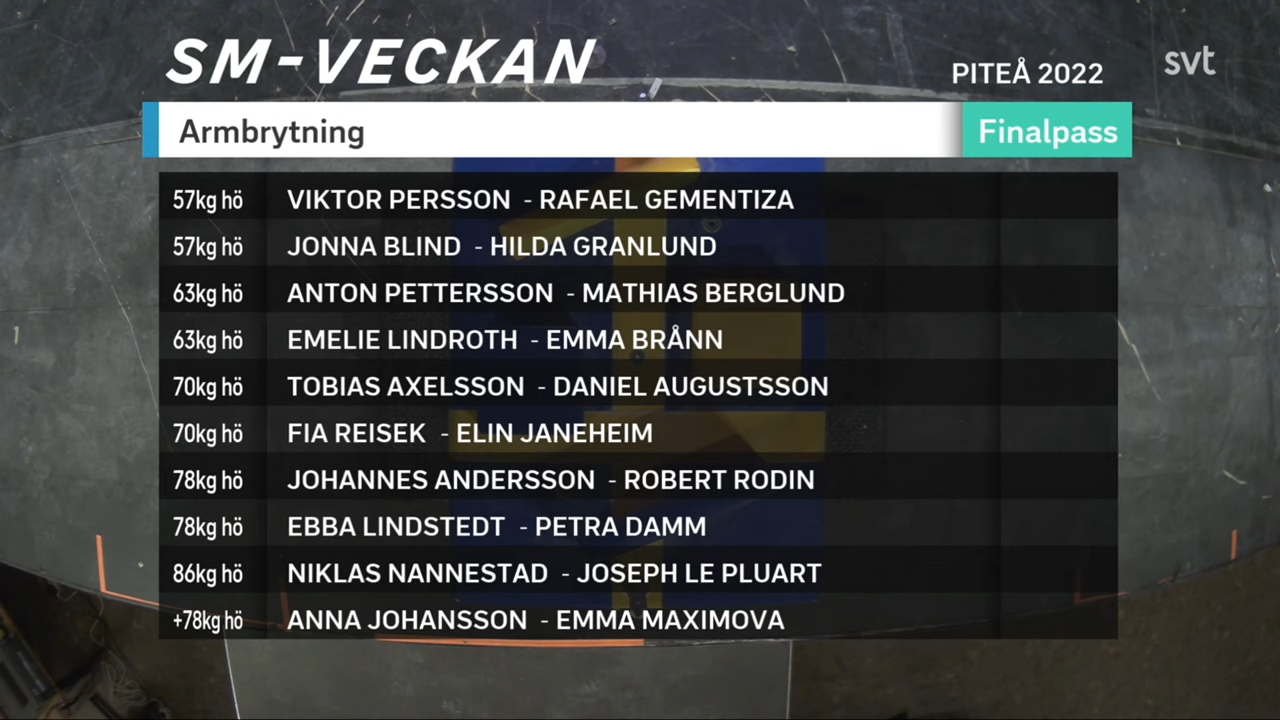 SM-VECKAN
PITEÅ 2022
svt
Armbrytning
Finalpass
57kg hö VIKTOR PERSSON - RAFAEL GEMENTIZA
57kg hö JONNA BLIND - HILDA GRANLUND
63kg hö ANTON PETTERSSON - MATHIAS BERGLUND
63kg hö EMELIE LINDROTH - EMMA BRÅNN
70kg hö TOBIAS AXELSSON - DANIEL AUGUSTSSON
70kg hö FIA REISEK - ELIN JANEHEIM
78kg hö JOHANNES ANDERSSON - ROBERT RODIN
78kg hö EBBA LINDSTEDT - PETRA DAMM
86kg hö NIKLAS NANNESTAD - JOSEPH LE PLUART
+78kg hö ANNA JOHANSSON - EMMA MAXIMOVA